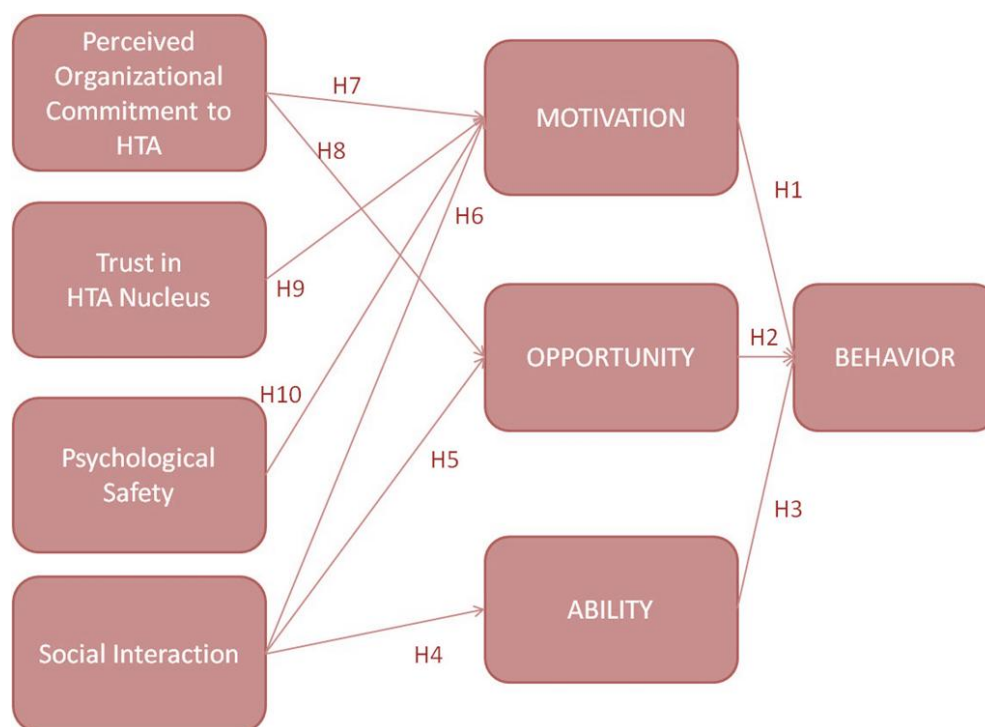 Perceived
Organizational
Commitment to
HTA
H7
MOTIVATION
H8
H1
H6
Trust in
HTA Nucleus
H9
OPPORTUNITY
H2
BEHAVIOR
H10
Psychological
Safety
H5
H3
ABILITY
Social Interaction
H4